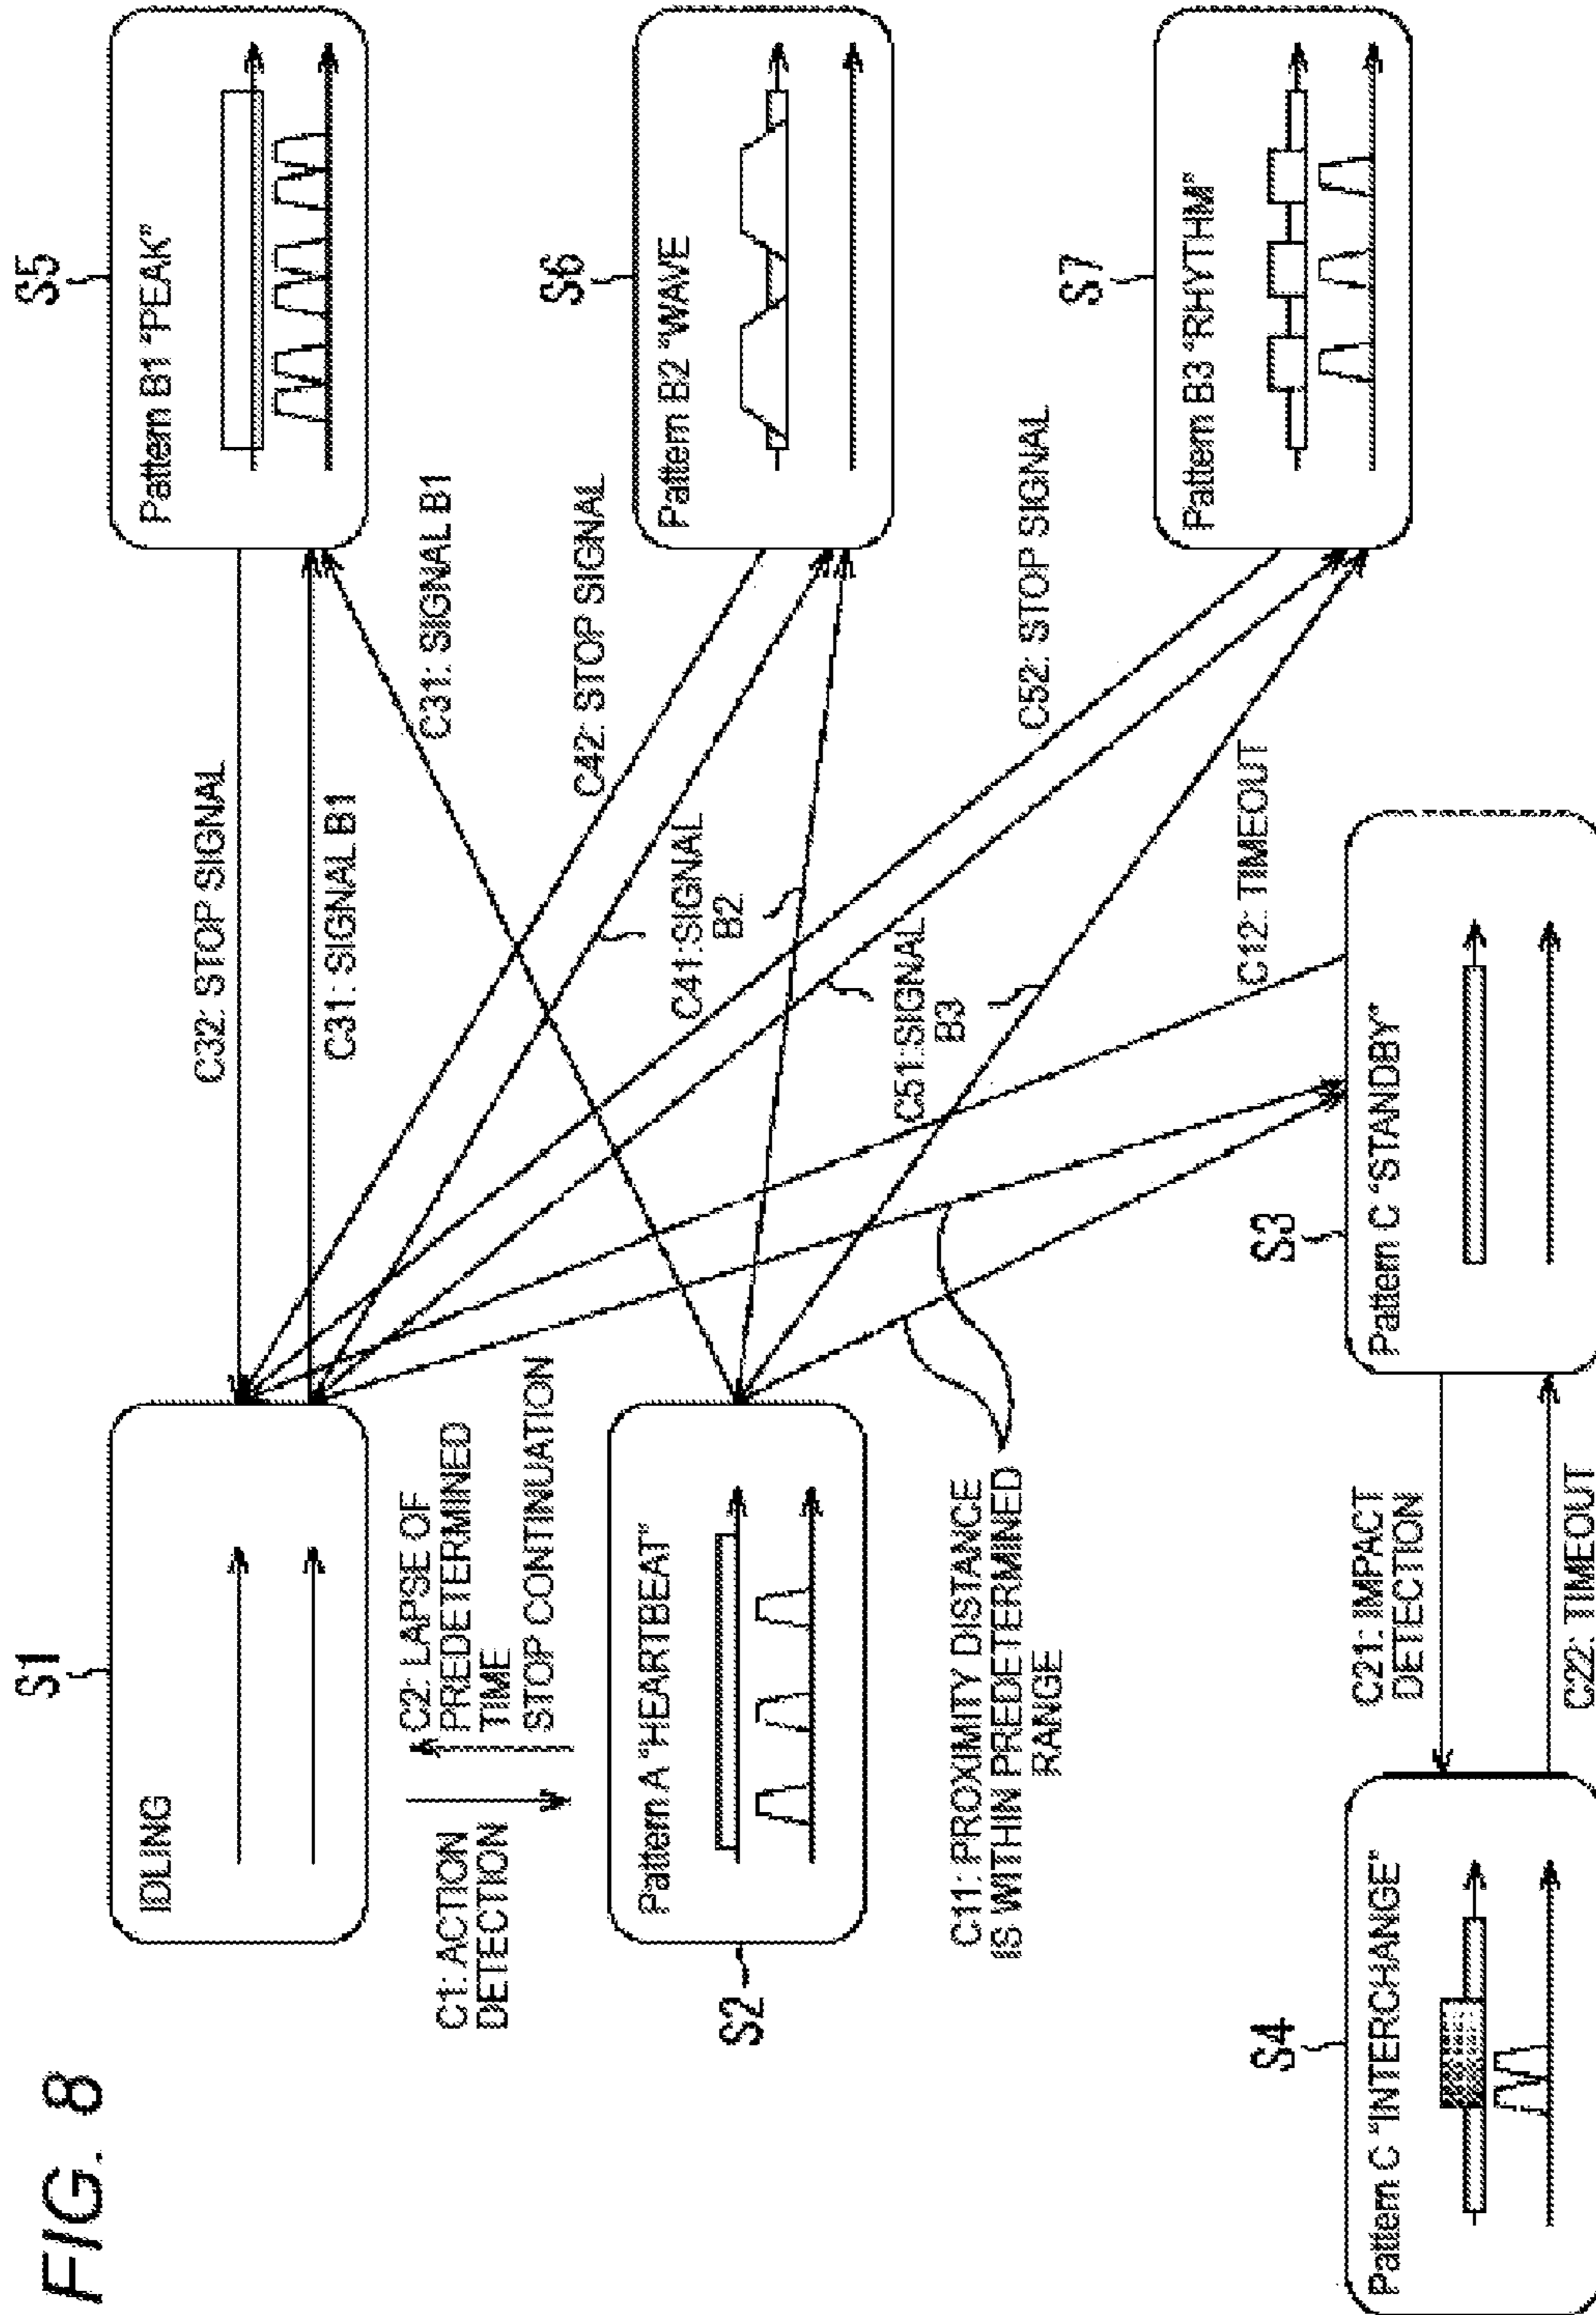 FIG. 8
S1
IDLING
C1: ACTION
DETECTION
C2: LAPSE OF
PREDETERMINED
TIME
STOP CONTINUATION
S2
Pattern A "HEARTBEAT"
C11: PROXIMITY DISTANCE
IS WITHIN PREDETERMINED
RANGE
S4
Pattern C "INTERCHANGE"
C21: IMPACT
DETECTION
C22: TIMEOUT
S3
Pattern C "STANDBY"
C12: TIMEOUT
C32: STOP SIGNAL
C31: SIGNAL B1
C31: SIGNAL B1
C42: STOP SIGNAL
C41:SIGNAL
B2
C51:SIGNAL
B3
C52: STOP SIGNAL
S5
Pattern B1 "PEAK"
S6
Pattern B2 "WAVE
S7
Pattern B3 "RHYTHM"